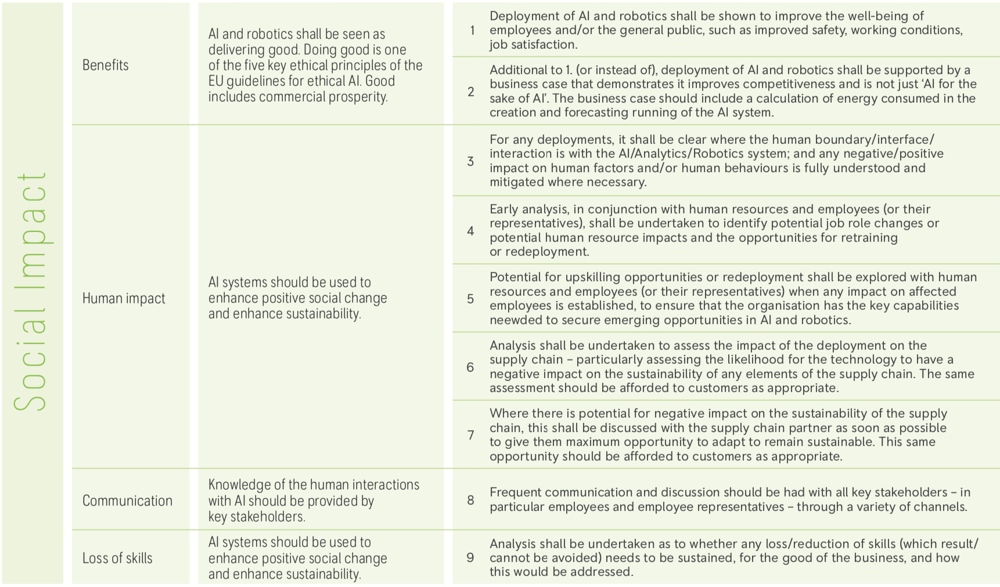 Social Impact
Benefits
AI and robotics shall be seen as
delivering good. Doing good is one
of the five key ethical principles of the
EU guidelines for ethical AI. Good
includes commercial prosperity.
1
Deployment of AI and robotics shall be shown to improve the well-being of
employees and/or the general public, such as improved safety, working conditions,
job satisfaction.
2
Additional to 1. (or instead of), deployment of AI and robotics shall be supported by a
business case that demonstrates it improves competitiveness and is not just ‘AI for the
sake of AI’. The business case should include a calculation of energy consumed in the
creation and forecasting running of the AI system.
Human impact
AI systems should be used to
enhance positive social change
and enhance sustainability.
3
For any deployments, it shall be clear where the human boundary/interface/
interaction is with the AI/Analytics/Robotics system; and any negative/positive
impact on human factors and/or human behaviours is fully understood and
mitigated where necessary.
4
Early analysis, in conjunction with human resources and employees (or their
representatives), shall be undertaken to identify potential job role changes or
potential human resource impacts and the opportunities for retraining
or redeployment.
5
Potential for upskilling opportunities or redeployment shall be explored with human
resources and employees (or their representatives) when any impact on affected
employees is established, to ensure that the organisation has the key capabilities
neewded to secure emerging opportunities in AI and robotics.
6
Analysis shall be undertaken to assess the impact of the deployment on the
supply chain – particularly assessing the likelihood for the technology to have a
negative impact on the sustainability of any elements of the supply chain. The same
assessment should be afforded to customers as appropriate.
7
Where there is potential for negative impact on the sustainability of the supply
chain, this shall be discussed with the supply chain partner as soon as possible
to give them maximum opportunity to adapt to remain sustainable. This same
opportunity should be afforded to customers as appropriate.
Communication
Knowledge of the human interactions
with AI should be provided by
key stakeholders.
8
Frequent communication and discussion should be had with all key stakeholders – in
particular employees and employee representatives – through a variety of channels.
Loss of skills
AI systems should be used to
enhance positive social change
and enhance sustainability.
9
Analysis shall be undertaken as to whether any loss/reduction of skills (which result/
cannot be avoided) needs to be sustained, for the good of the business, and how
this would be addressed.